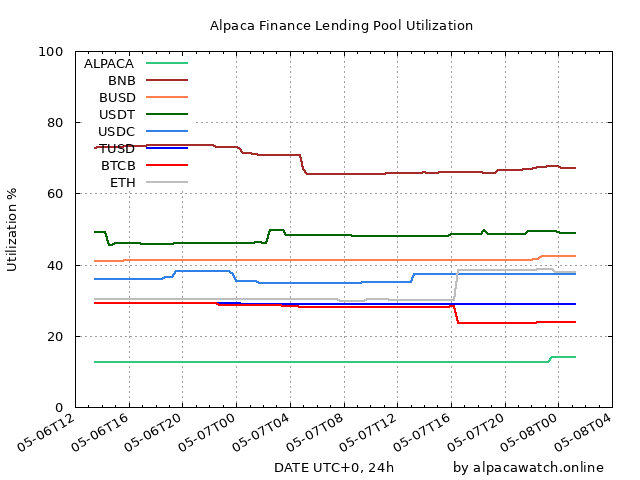 Alpaca Finance Lending Pool Utilization
100
80
60
40
20
0
Utilization %
ALPACA
BNB
BUSD
USDT
USDC
TUSD
BTCB
ETH
05-06T12
05-06T16
05-06T20
05-07T00
05-07T04
05-07T08
05-07T12
05-07T16
05-07T20
05-08T00
05-08T04
DATE UTC+0, 24h
by alpacawatch.online